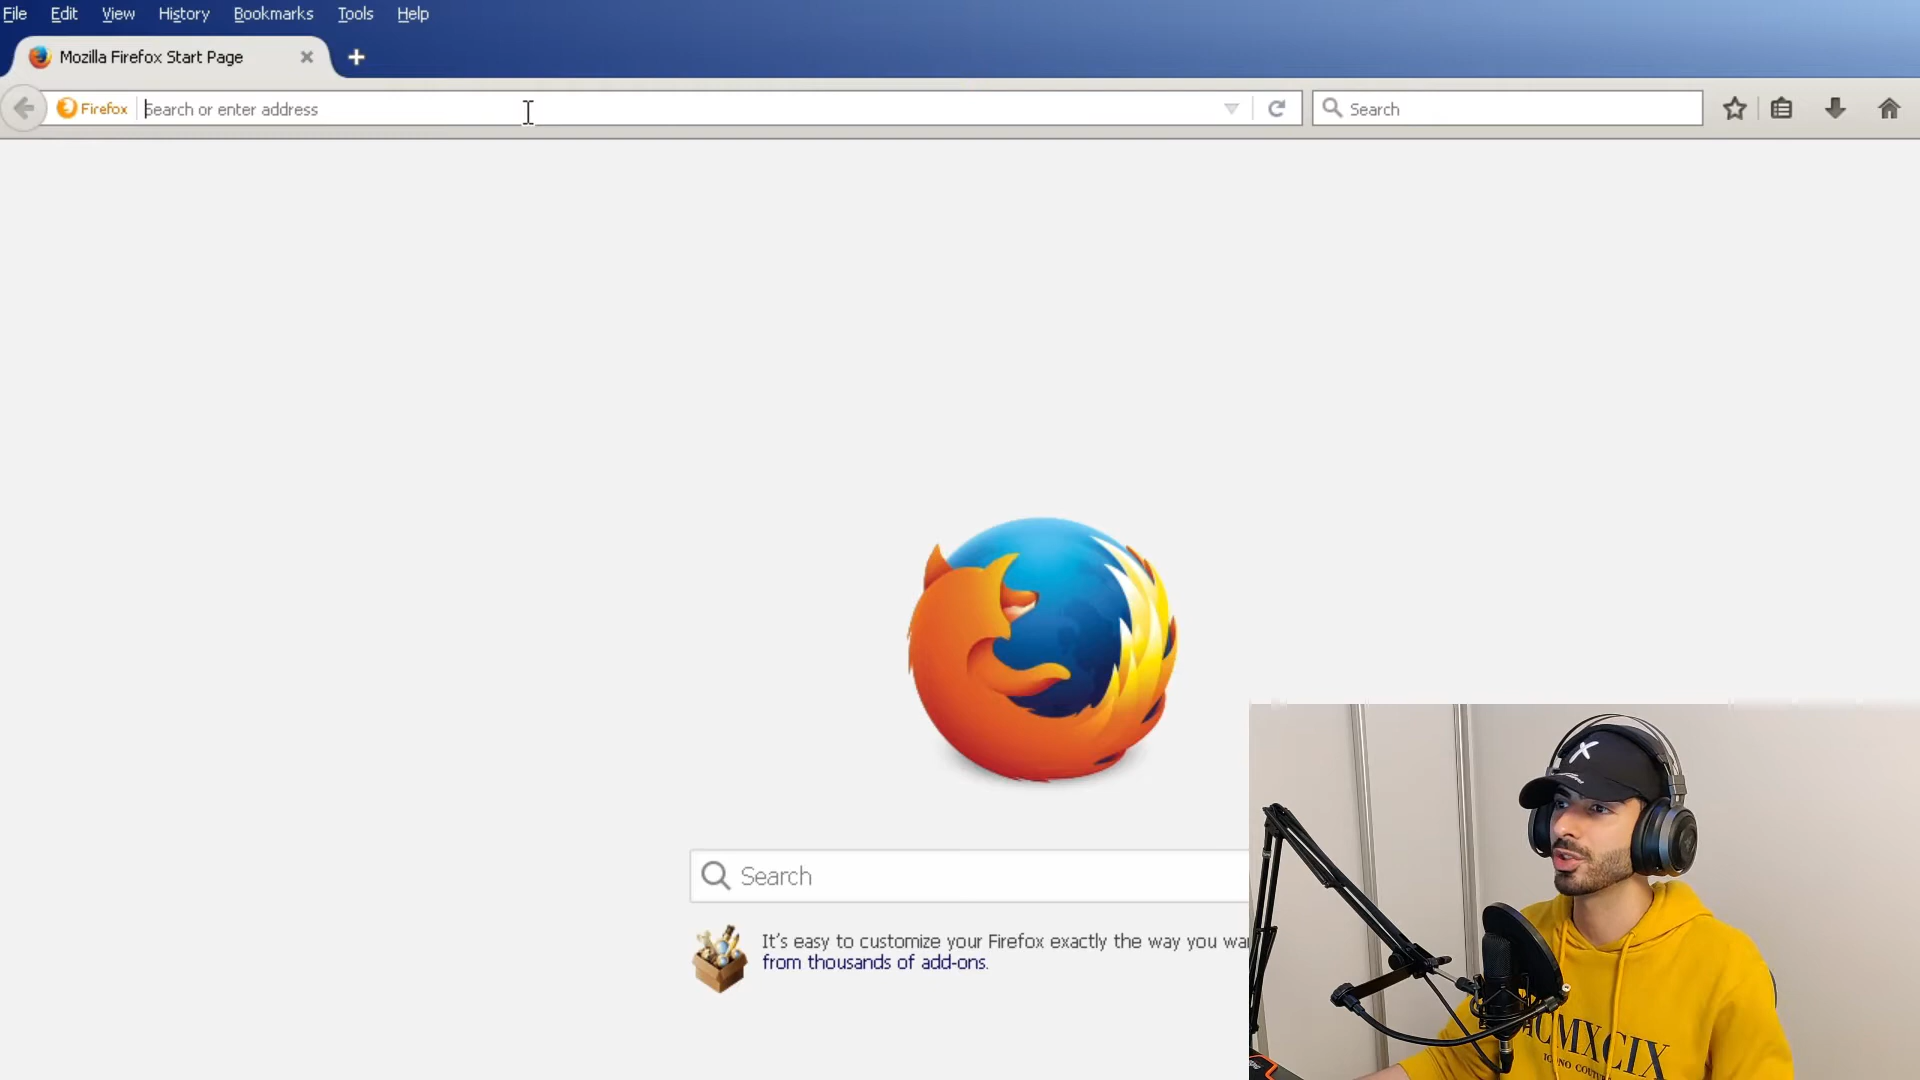 File Edit View History Bookmarks Tools Help
Mozilla Firefox Start Page
Firefox Search or enter address
Search
Search
It's easy to customize your Firefox exactly the way you wa
from thousands of add-ons.
X
MCMXCIX